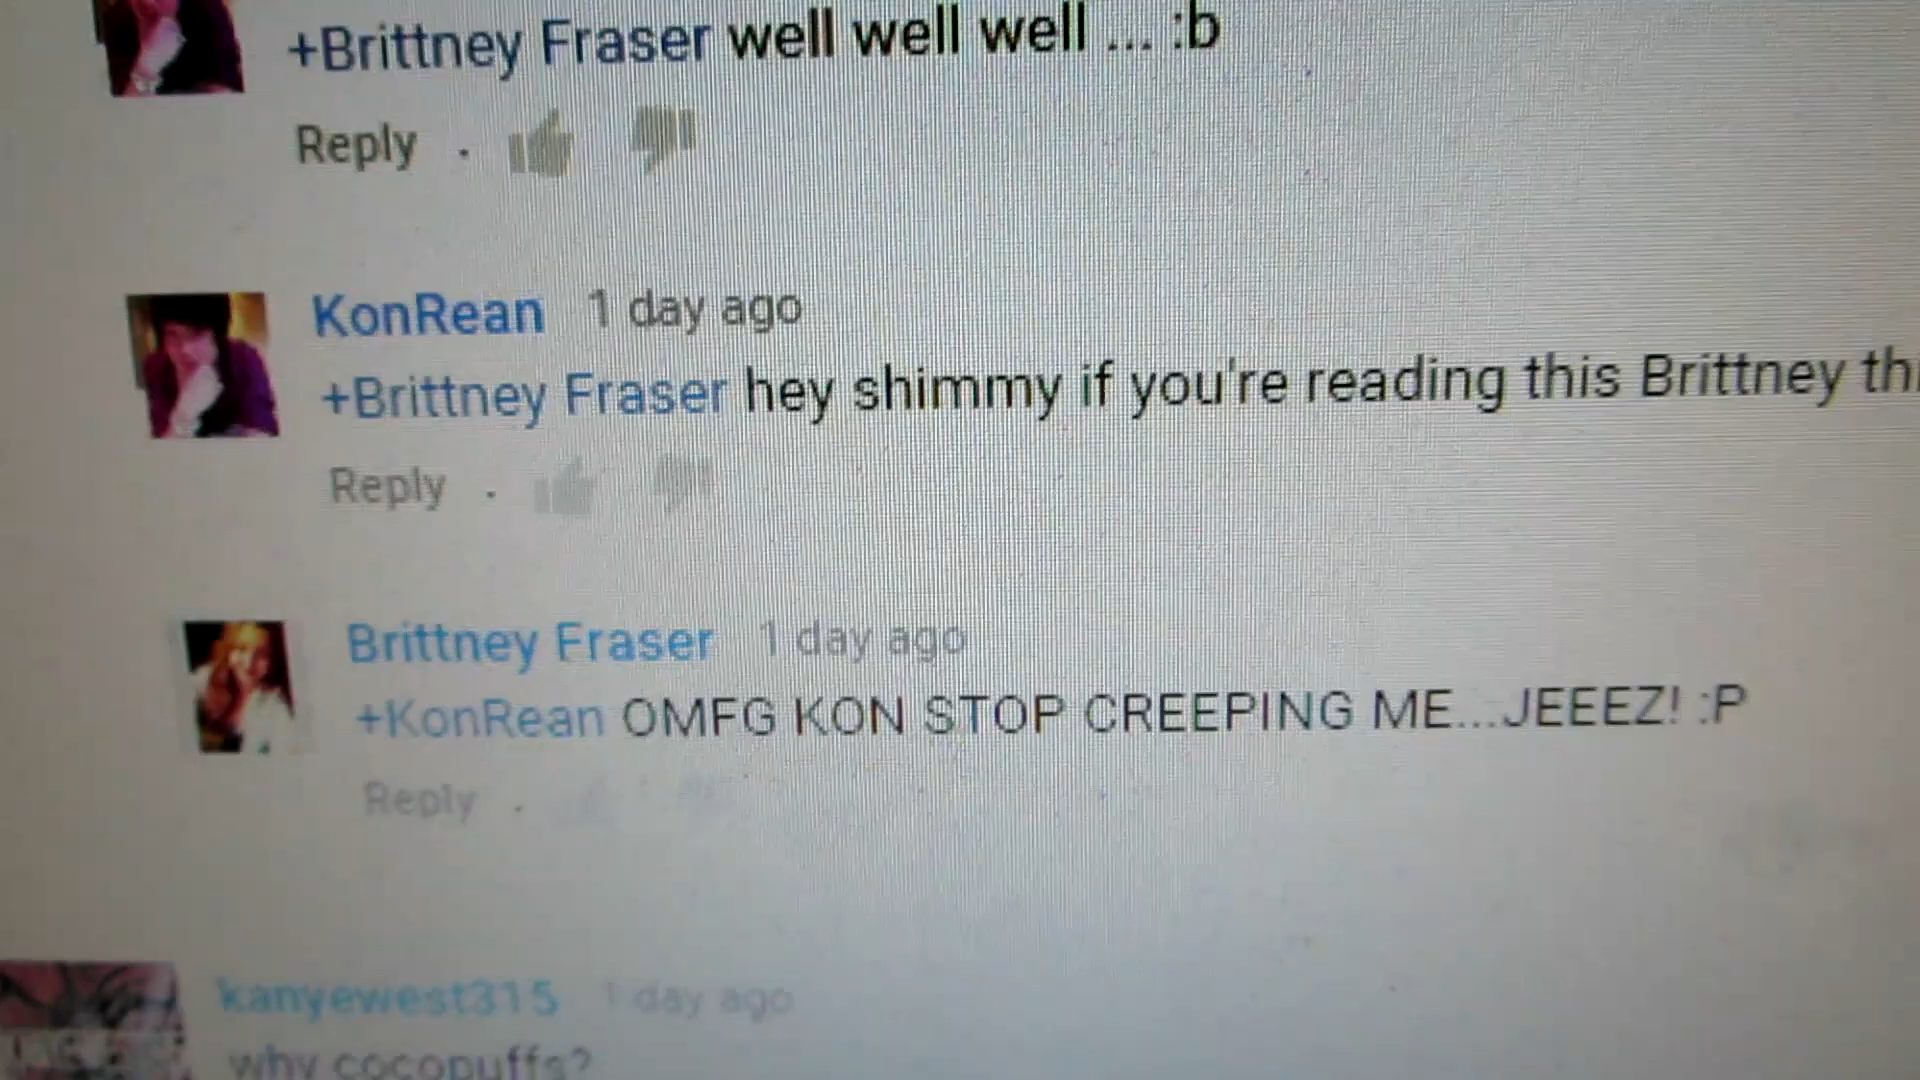 +Brittney Fraser well well well ... :b
Reply .
KonRean 1 day ago
+Brittney Fraser hey shimmy if you're reading this Brittney thi
Reply .
Brittney Fraser 1 day ago
+KonRean OMFG KON STOP CREEPING ME...JEEEZ! :P
Reply .
kanyewest315 1 day ago
why cocopuffs?